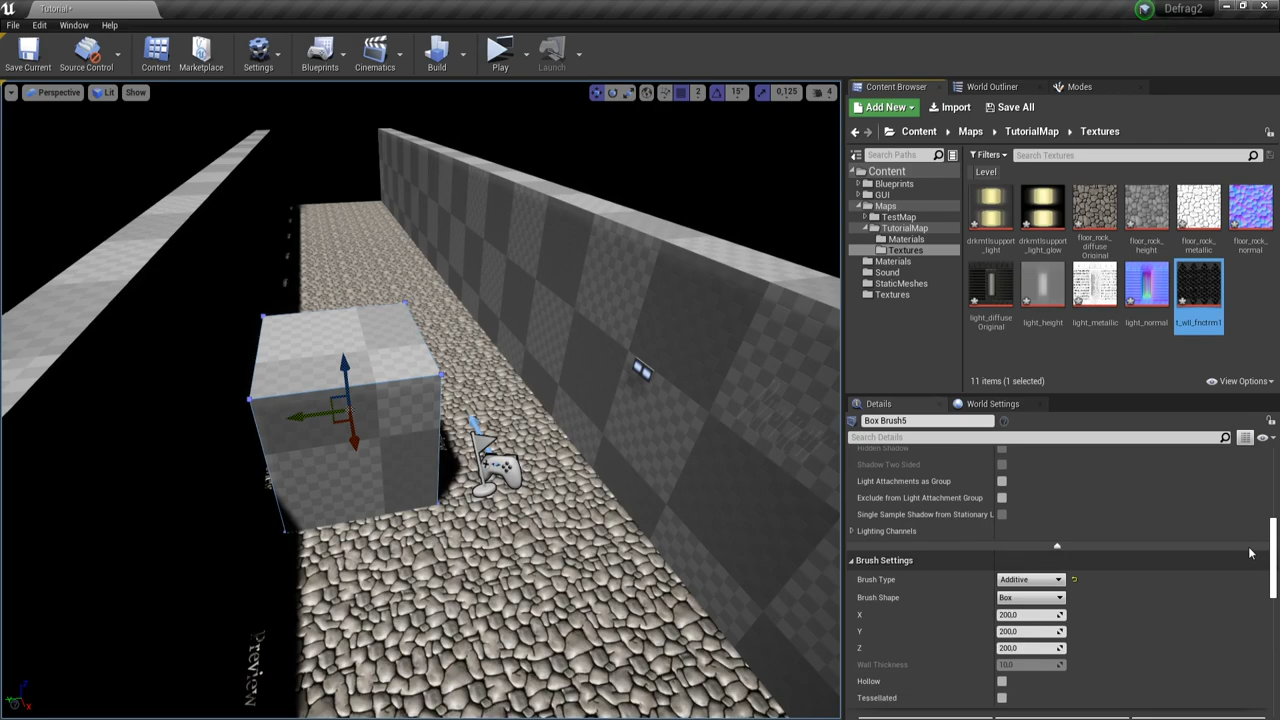 Tutorial*
Defrag2
File Edit Window Help
Save Current Source Control Content Marketplace Settings Blueprints Cinematics Build Play Launch
Perspective Lit Show
2 15° 0,125 4
Content Browser World Outliner Modes
Add New Import Save All
Content Maps TutorialMap Textures
Search Paths Filters Search Textures
Content
Blueprints
GUI
Maps
TestMap
TutorialMap
Materials
Textures
Materials
Sound
StaticMeshes
Textures
Level
drkmtlsupport_light
drkmtlsupport_light_glow
floor_rock_diffuse Original
floor_rock_height
floor_rock_metallic
floor_rock_normal
light_diffuse Original
light_height
light_metallic
light_normal
t_wll_fnctrm1
11 items (1 selected) View Options
Details World Settings
Box Brush5
Search Details
Hidden Shadow
Shadow Two Sided
Light Attachments as Group
Exclude from Light Attachment Group
Single Sample Shadow from Stationary L
Lighting Channels
Brush Settings
Brush Type Additive
Brush Shape Box
X 200,0
Y 200,0
Z 200,0
Wall Thickness 10,0
Hollow
Tessellated
Preview